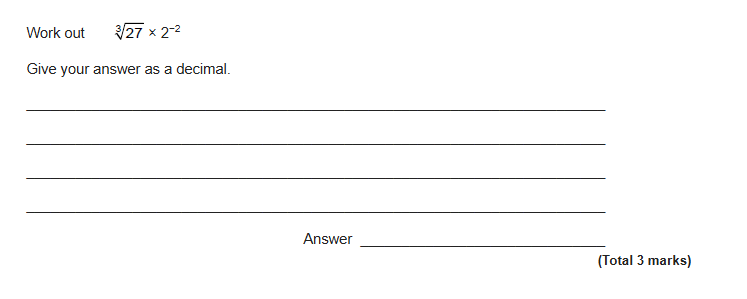 Work out ∛27 × 2⁻²
Give your answer as a decimal.
Answer
(Total 3 marks)